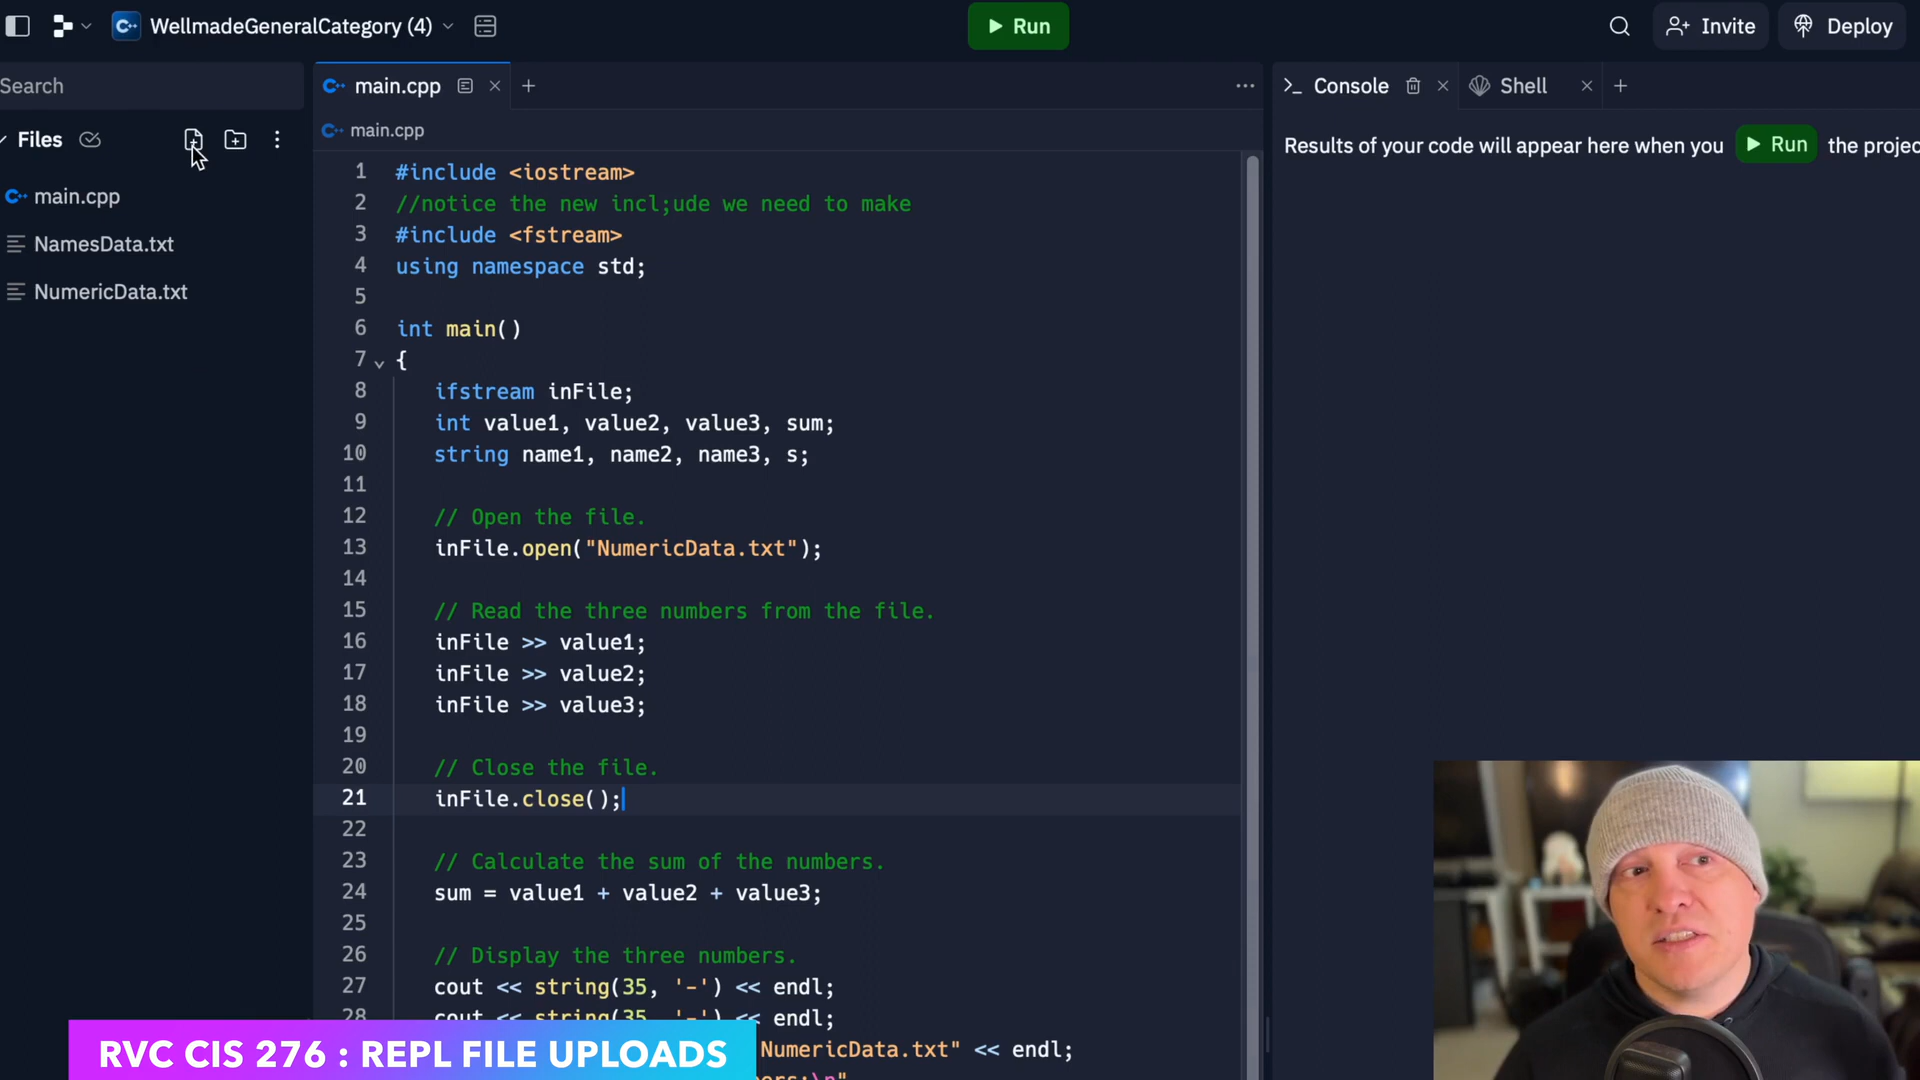 WellmadeGeneralCategory (4)
Run
Invite
Deploy
Search
Files
main.cpp
NamesData.txt
NumericData.txt
main.cpp
main.cpp
1 #include <iostream>
2 //notice the new incl;ude we need to make
3 #include <fstream>
4 using namespace std;
5
6 int main()
7 {
8 ifstream inFile;
9 int value1, value2, value3, sum;
10 string name1, name2, name3, s;
11
12 // Open the file.
13 inFile.open("NumericData.txt");
14
15 // Read the three numbers from the file.
16 inFile >> value1;
17 inFile >> value2;
18 inFile >> value3;
19
20 // Close the file.
21 inFile.close();
22
23 // Calculate the sum of the numbers.
24 sum = value1 + value2 + value3;
25
26 // Display the three numbers.
27 cout << string(35, '-') << endl;
28 cout << string(35, '-') << endl;
NumericData.txt" << endl;
Console
Shell
Results of your code will appear here when you Run the projec
RVC CIS 276 : REPL FILE UPLOADS